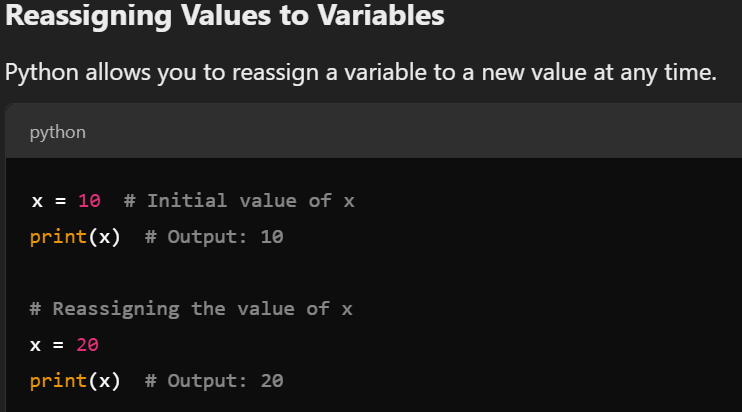 Reassigning Values to Variables
Python allows you to reassign a variable to a new value at any time.
python
x = 10  # Initial value of x
print(x)  # Output: 10
# Reassigning the value of x
x = 20
print(x)  # Output: 20